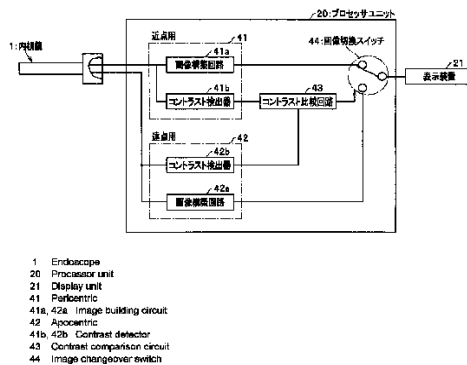 20:プロセッサユニット
近点用
41
44:画像切換スイッチ
1:内視鏡
41a
画像構築回路
21
表示装置
41b
43
コントラスト検出器
コントラスト比較回路
遠点用
42
42b
コントラスト検出器
42a
画像構築回路
1 Endoscope
20 Processor unit
21 Display unit
41 Pericentric
41a, 42a Image building circuit
42 Apocentric
41b, 42b Contrast detector
43 Contrast comparison circuit
44 Image changeover switch